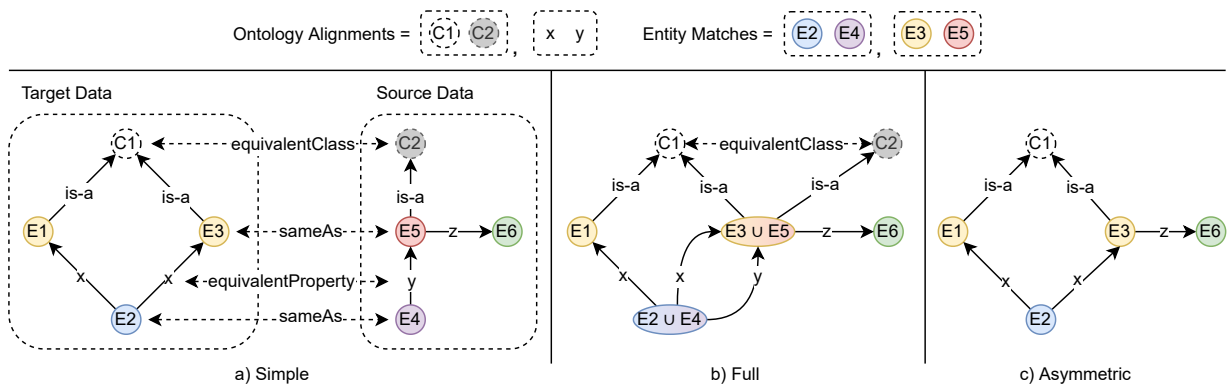 Ontology Alignments = C1 C2 , x y Entity Matches = E2 E4 , E3 E5
Target Data Source Data
C1 equivalentClass C2 C1 equivalentClass C2 C1
is-a is-a is-a is-a is-a is-a is-a is-a
E1 E3 sameAs E5 z E6 E1 E3 ∪ E5 z E6 E1 E3 z E6
x x equivalentProperty y x x y x x
E2 sameAs E4 E2 ∪ E4 E2
a) Simple b) Full c) Asymmetric